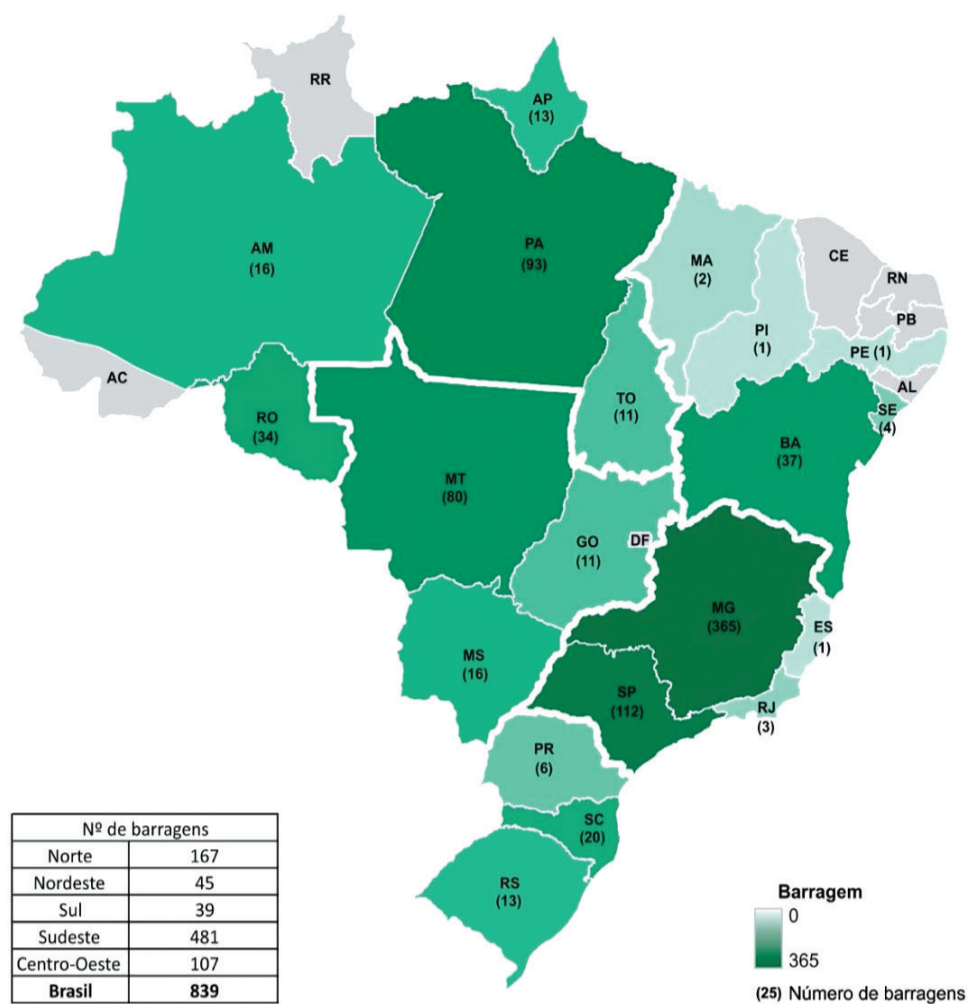 RR
AP
(13)
AM
(16)
PA
(93)
MA
(2)
CE
RN
PB
PI
(1)
PE (1)
AL
SE
(4)
AC
RO
(34)
TO
(11)
BA
(37)
MT
(80)
GO
(11)
DF
MG
(365)
ES
(1)
MS
(16)
SP
(112)
RJ
(3)
PR
(6)
SC
(20)
RS
(13)
Nº de barragens
Norte 167
Nordeste 45
Sul 39
Sudeste 481
Centro-Oeste 107
Brasil 839
Barragem
0
365
(25) Número de barragens